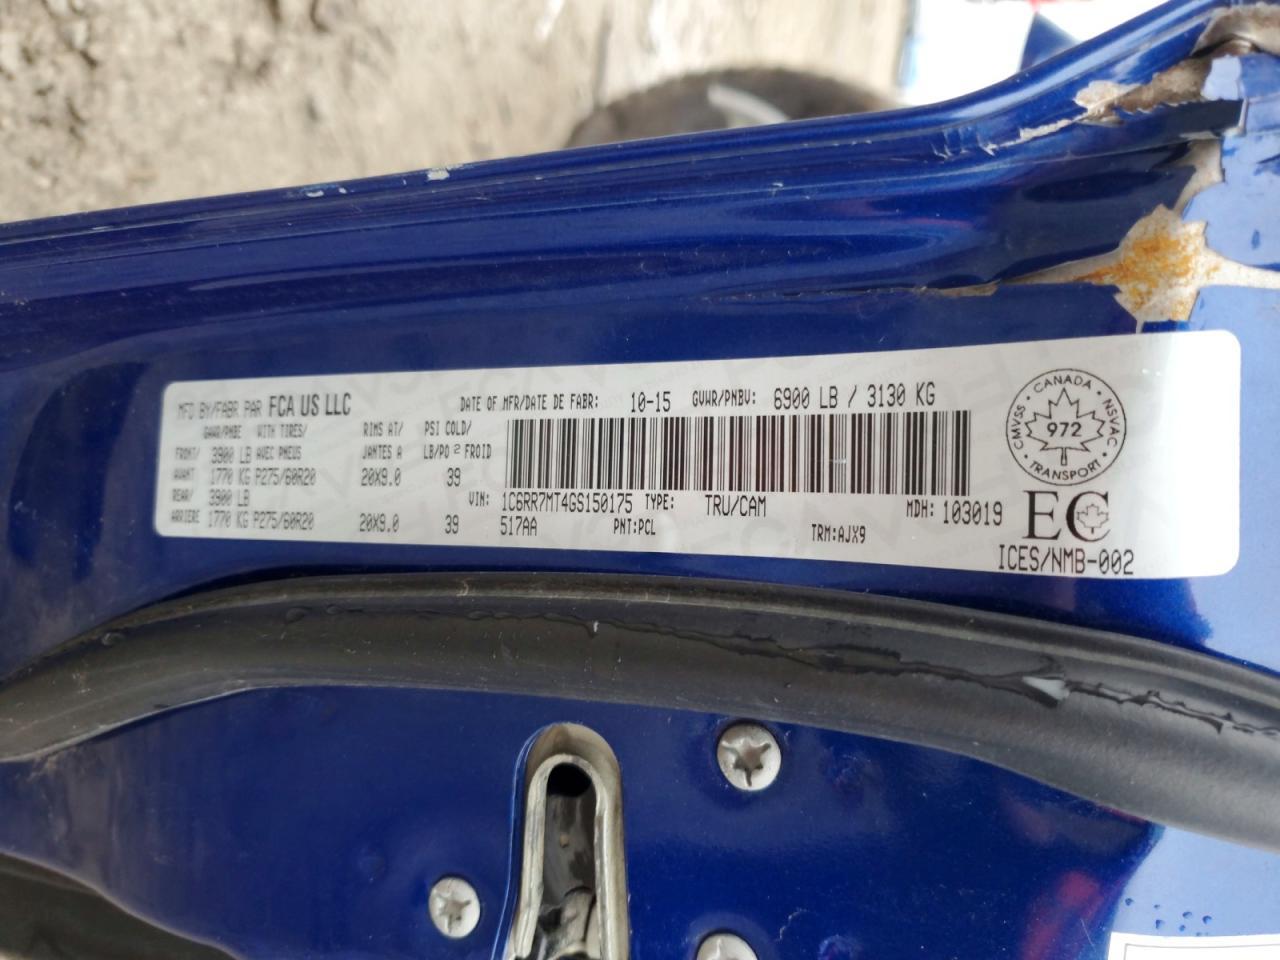 MFD BY/FABR PAR FCA US LLC DATE OF MFR/DATE DE FABR: 10-15 GVWR/PNBV: 6900 LB / 3130 KG
GAWR/PNBE WITH TIRES/ RIMS AT/ PSI COLD/
FRONT/ 3900 LB AVEC PNEUS JANTES A LB/PO 2 FROID
AVANT 1770 KG P275/60R20 20X9.0 39
REAR/ 3900 LB VIN: 1C6RR7MT4GS150175 TYPE: TRU/CAM MDH: 103019
ARRIERE 1770 KG P275/60R20 20X9.0 39 517AA PNT:PCL TRM:AJX9
CANADA
CMVSS · NSVAC
972
TRANSPORT
EC
ICES/NMB-002